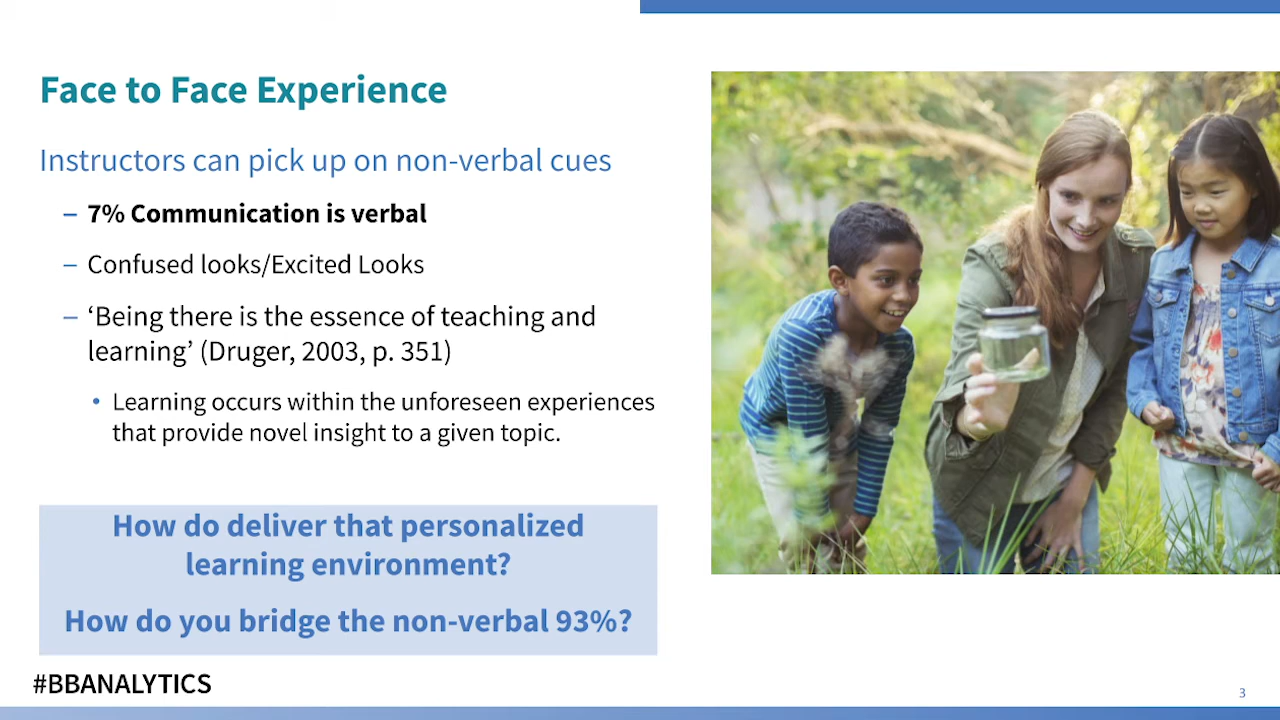 Face to Face Experience
Instructors can pick up on non-verbal cues
– 7% Communication is verbal
– Confused looks/Excited Looks
– ‘Being there is the essence of teaching and
learning’ (Druger, 2003, p. 351)
• Learning occurs within the unforeseen experiences
that provide novel insight to a given topic.
How do deliver that personalized
learning environment?
How do you bridge the non-verbal 93%?
#BBANALYTICS
3